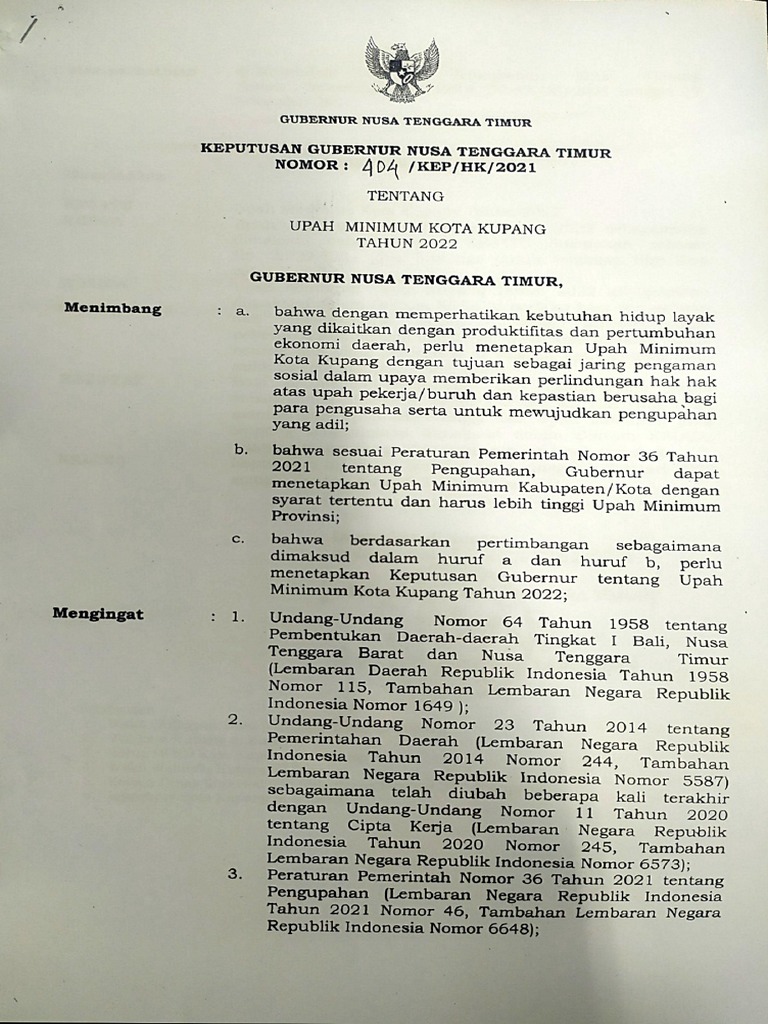 GUBERNUR NUSA TENGGARA TIMUR
KEPUTUSAN GUBERNUR NUSA TENGGARA TIMUR
NOMOR : 404 /KEP/HK/2021
TENTANG
UPAH MINIMUM KOTA KUPANG
TAHUN 2022
GUBERNUR NUSA TENGGARA TIMUR,
Menimbang : a. bahwa dengan memperhatikan kebutuhan hidup layak
yang dikaitkan dengan produktifitas dan pertumbuhan
ekonomi daerah, perlu menetapkan Upah Minimum
Kota Kupang dengan tujuan sebagai jaring pengaman
sosial dalam upaya memberikan perlindungan hak hak
atas upah pekerja/buruh dan kepastian berusaha bagi
para pengusaha serta untuk mewujudkan pengupahan
yang adil;
b. bahwa sesuai Peraturan Pemerintah Nomor 36 Tahun
2021 tentang Pengupahan, Gubernur dapat
menetapkan Upah Minimum Kabupaten/Kota dengan
syarat tertentu dan harus lebih tinggi Upah Minimum
Provinsi;
c. bahwa berdasarkan pertimbangan sebagaimana
dimaksud dalam huruf a dan huruf b, perlu
menetapkan Keputusan Gubernur tentang Upah
Minimum Kota Kupang Tahun 2022;
Mengingat : 1. Undang-Undang Nomor 64 Tahun 1958 tentang
Pembentukan Daerah-daerah Tingkat I Bali, Nusa
Tenggara Barat dan Nusa Tenggara Timur
(Lembaran Daerah Republik Indonesia Tahun 1958
Nomor 115, Tambahan Lembaran Negara Republik
Indonesia Nomor 1649 );
2. Undang-Undang Nomor 23 Tahun 2014 tentang
Pemerintahan Daerah (Lembaran Negara Republik
Indonesia Tahun 2014 Nomor 244, Tambahan
Lembaran Negara Republik Indonesia Nomor 5587)
sebagaimana telah diubah beberapa kali terakhir
dengan Undang-Undang Nomor 11 Tahun 2020
tentang Cipta Kerja (Lembaran Negara Republik
Indonesia Tahun 2020 Nomor 245, Tambahan
Lembaran Negara Republik Indonesia Nomor 6573);
3. Peraturan Pemerintah Nomor 36 Tahun 2021 tentang
Pengupahan (Lembaran Negara Republik Indonesia
Tahun 2021 Nomor 46, Tambahan Lembaran Negara
Republik Indonesia Nomor 6648);